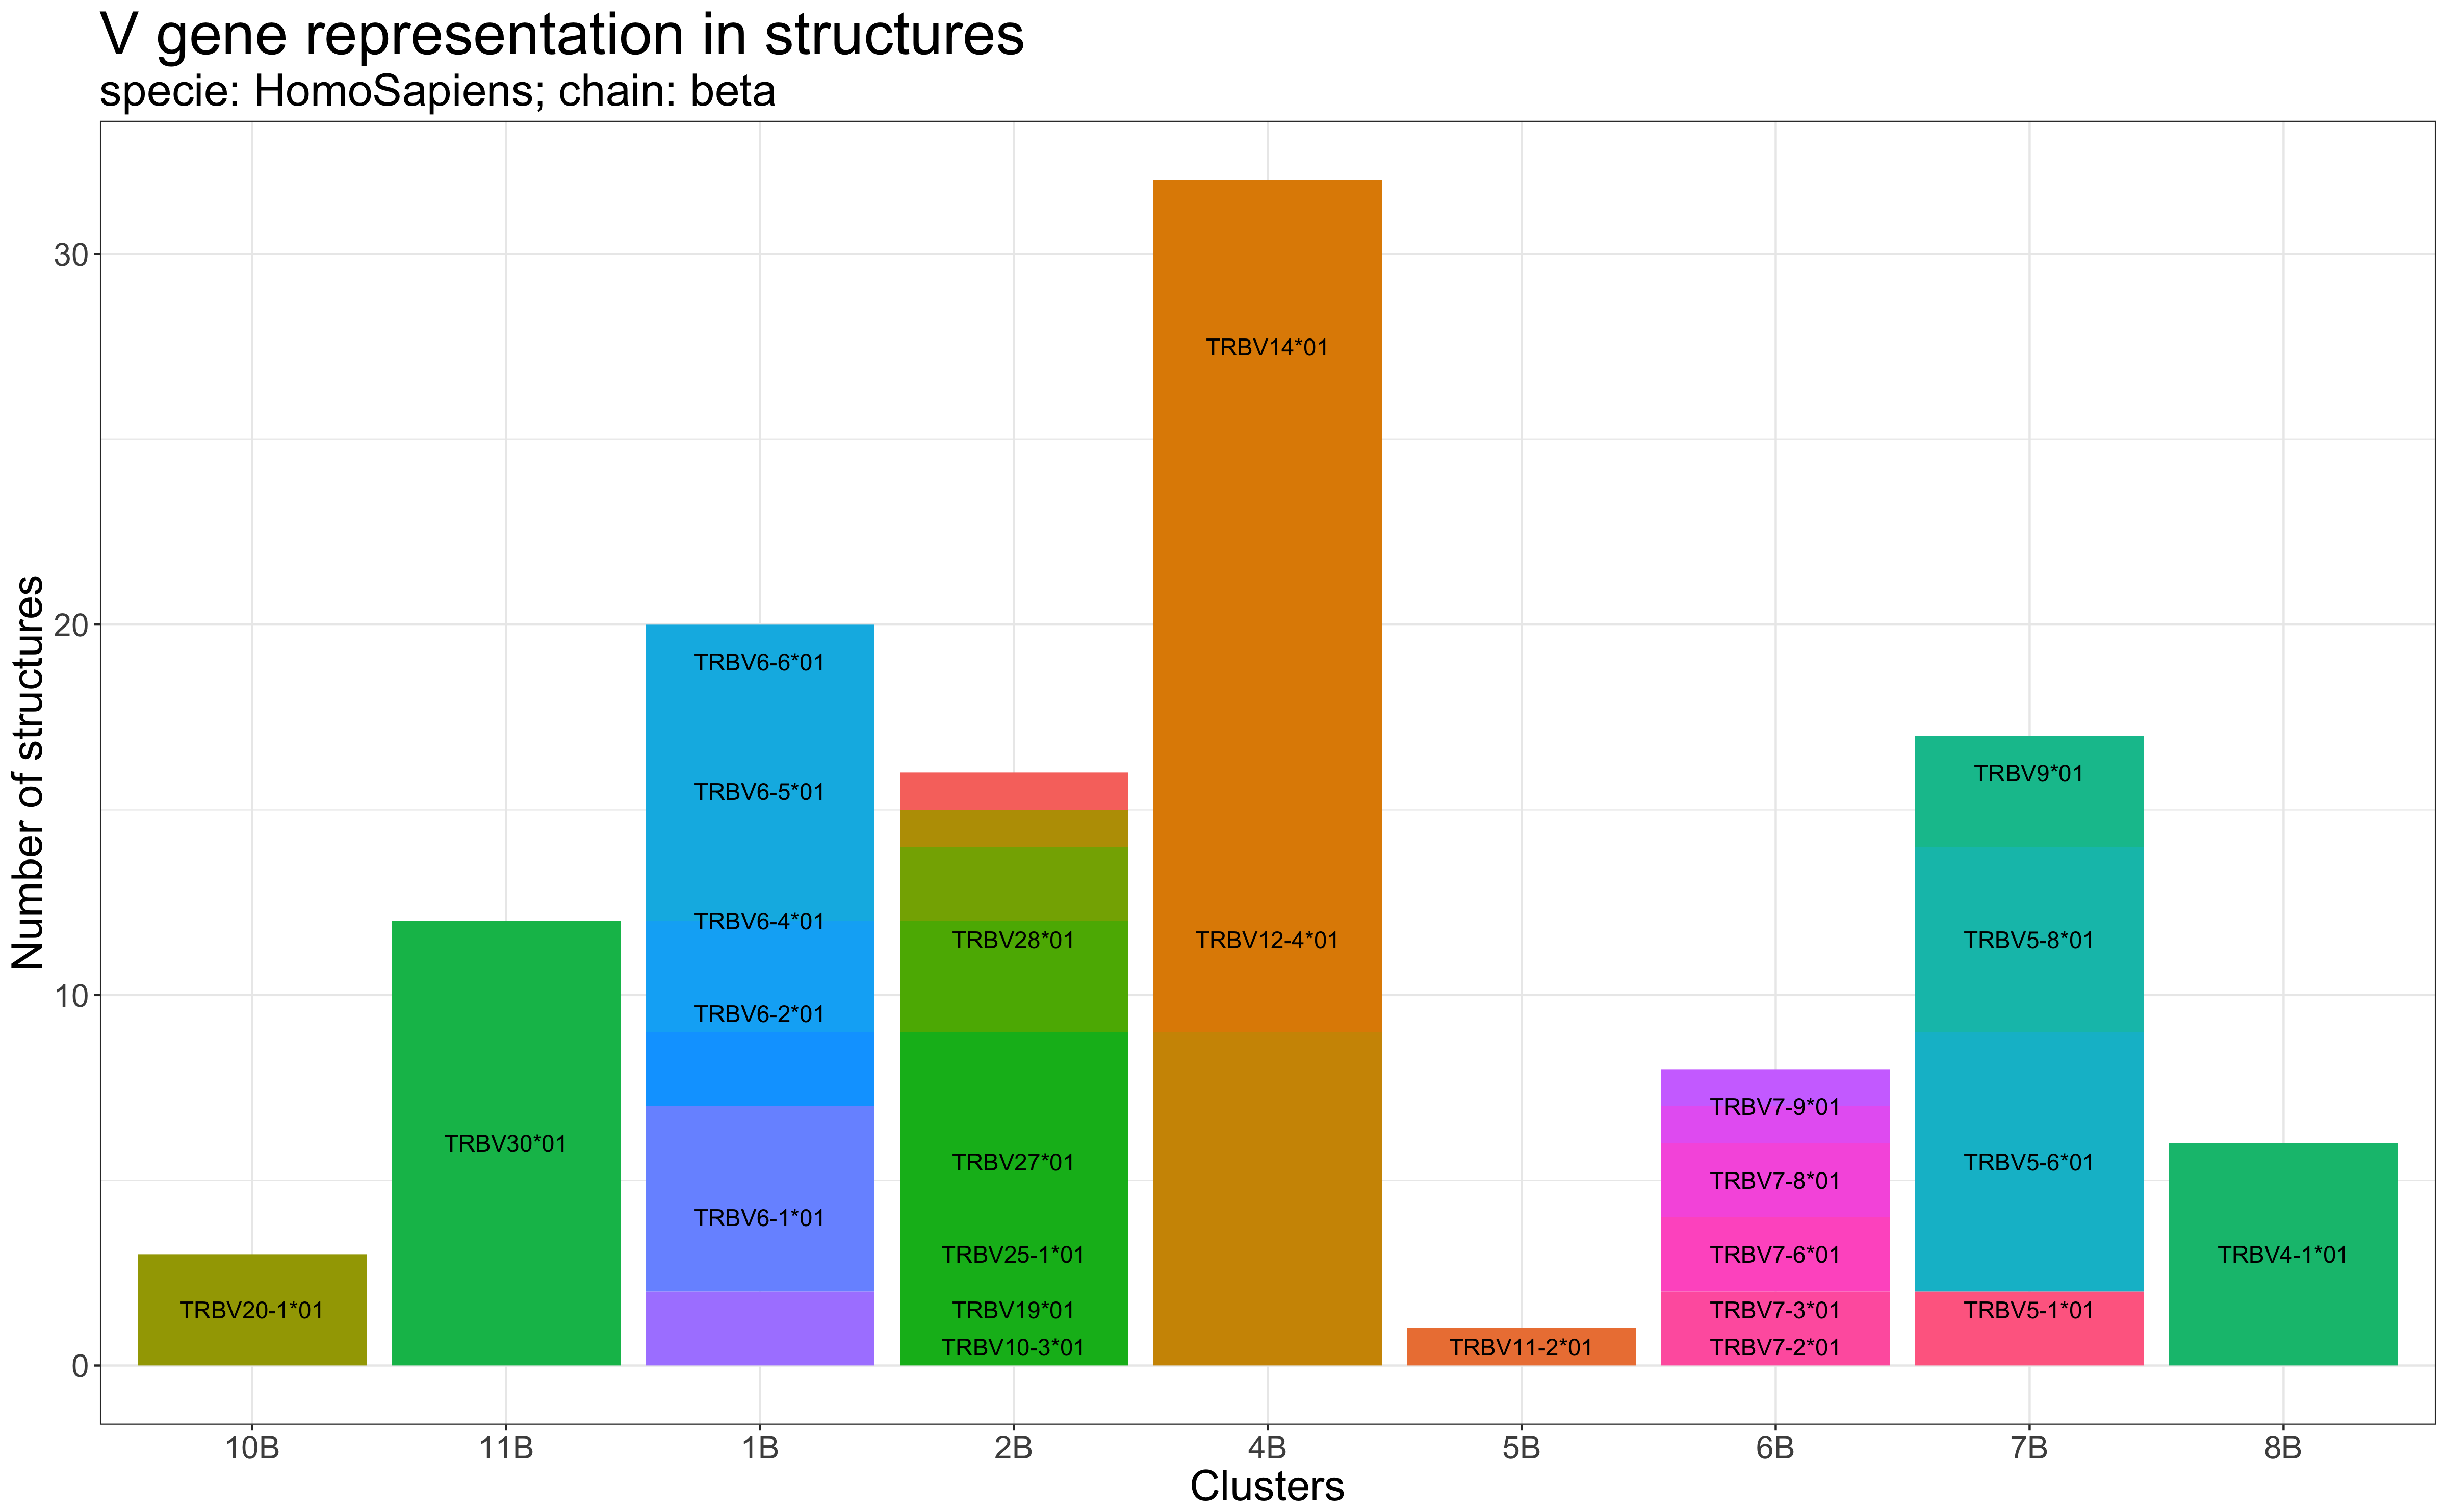 V gene representation in structures
specie: HomoSapiens; chain: beta
Number of structures
30
20
10
0
TRBV20-1*01
TRBV30*01
TRBV6-6*01
TRBV6-5*01
TRBV6-4*01
TRBV6-2*01
TRBV6-1*01
TRBV28*01
TRBV27*01
TRBV25-1*01
TRBV19*01
TRBV10-3*01
TRBV14*01
TRBV12-4*01
TRBV11-2*01
TRBV7-9*01
TRBV7-8*01
TRBV7-6*01
TRBV7-3*01
TRBV7-2*01
TRBV9*01
TRBV5-8*01
TRBV5-6*01
TRBV5-1*01
TRBV4-1*01
10B 11B 1B 2B 4B 5B 6B 7B 8B
Clusters